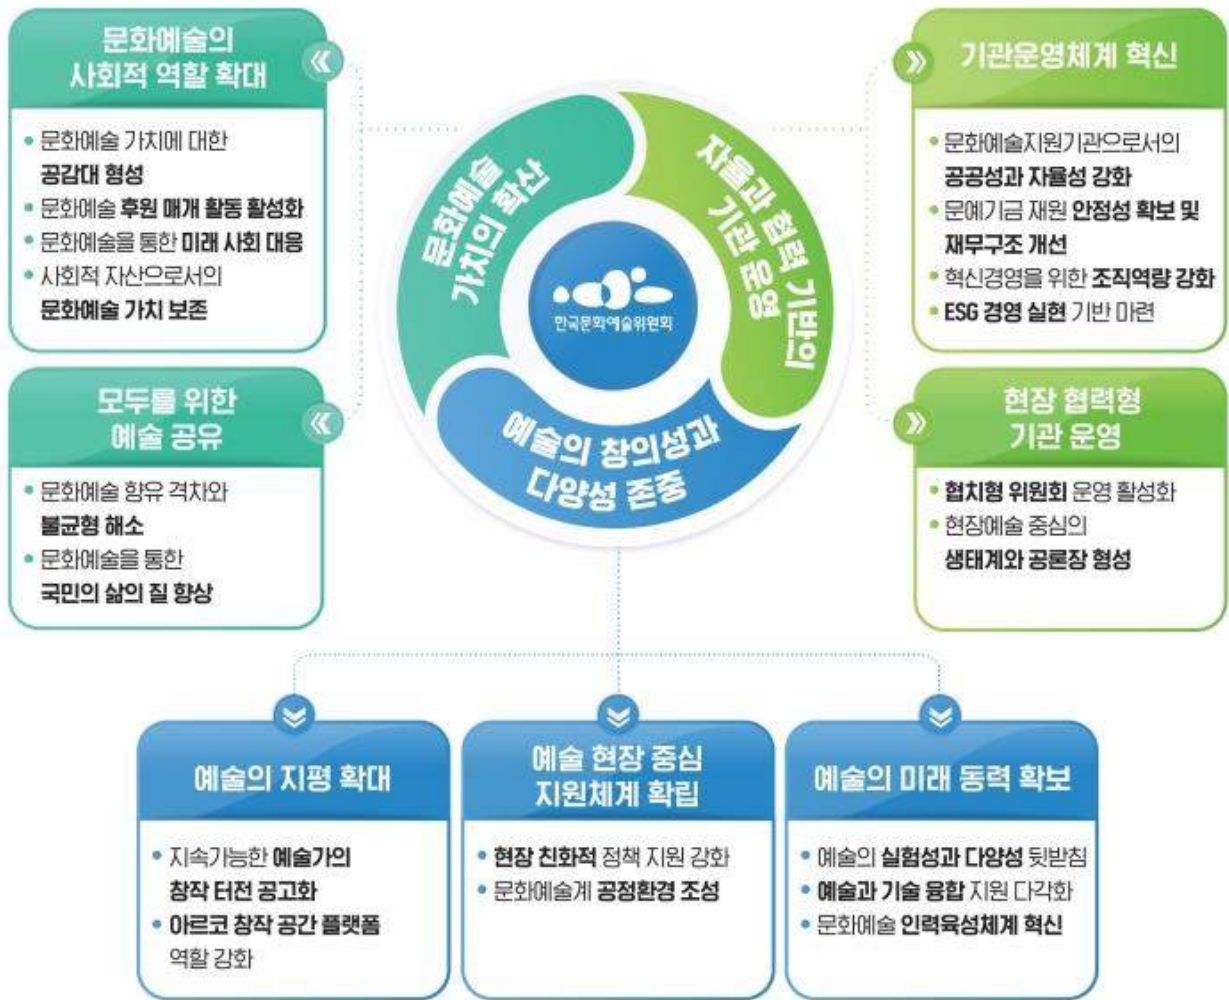 문화예술의
사회적 역할 확대
• 문화예술 가치에 대한
공감대 형성
• 문화예술 후원 매개 활동 활성화
• 문화예술을 통한 미래 사회 대응
• 사회적 자산으로서의
문화예술 가치 보존
모두를 위한
예술 공유
• 문화예술 향유 격차와
불균형 해소
• 문화예술을 통한
국민의 삶의 질 향상
문화예술
가치의 확산
자율과 협력 기반의
기관 운영
한국문화예술위원회
예술의 창의성과
다양성 존중
기관운영체계 혁신
• 문화예술지원기관으로서의
공공성과 자율성 강화
• 문예기금 재원 안정성 확보 및
재무구조 개선
• 혁신경영을 위한 조직역량 강화
• ESG 경영 실현 기반 마련
현장 협력형
기관 운영
• 협치형 위원회 운영 활성화
• 현장예술 중심의
생태계와 공론장 형성
예술의 지평 확대
• 지속가능한 예술가의
창작 터전 공고화
• 아르코 창작 공간 플랫폼
역할 강화
예술 현장 중심
지원체계 확립
• 현장 친화적 정책 지원 강화
• 문화예술계 공정환경 조성
예술의 미래 동력 확보
• 예술의 실험성과 다양성 뒷받침
• 예술과 기술 융합 지원 다각화
• 문화예술 인력육성체계 혁신